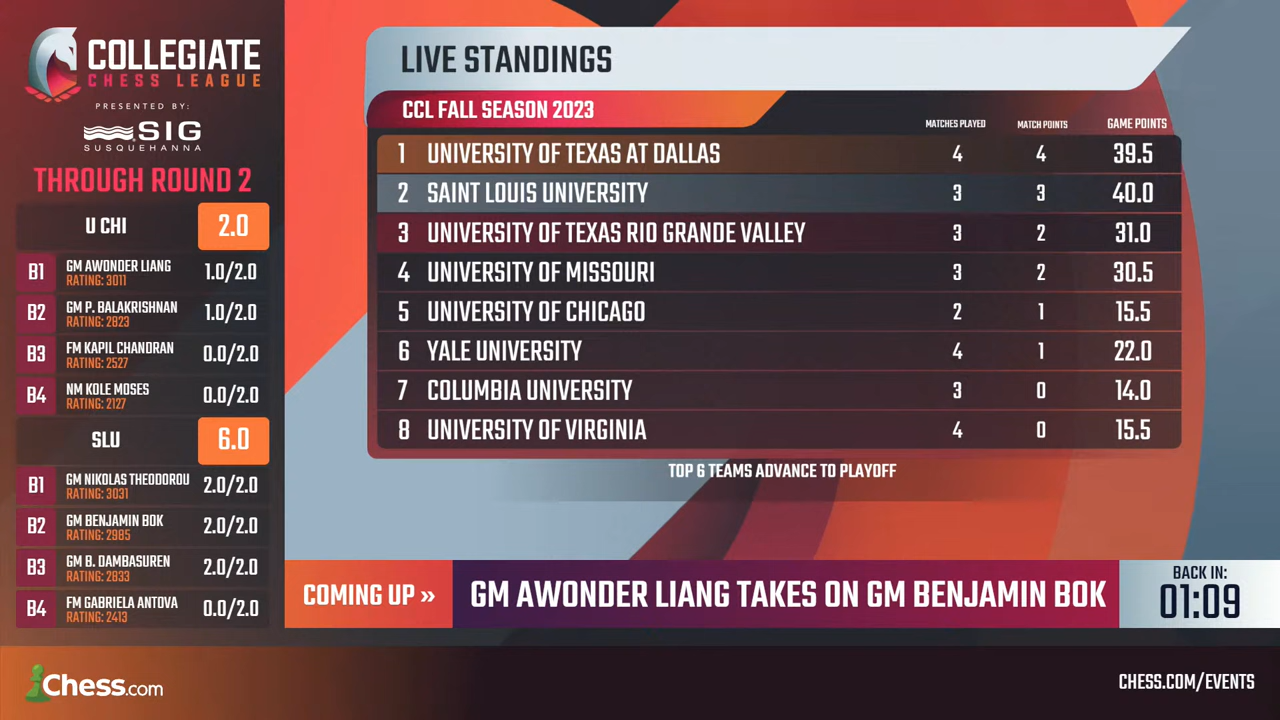 COLLEGIATE
CHESS LEAGUE
PRESENTED BY:
SIG
SUSQUEHANNA
THROUGH ROUND 2
U CHI 2.0
B1 GM AWONDER LIANG 1.0/2.0
RATING: 3011
B2 GM P. BALAKRISHNAN 1.0/2.0
RATING: 2823
B3 FM KAPIL CHANDRAN 0.0/2.0
RATING: 2527
B4 NM KOLE MOSES 0.0/2.0
RATING: 2127
SLU 6.0
B1 GM NIKOLAS THEODOROU 2.0/2.0
RATING: 3031
B2 GM BENJAMIN BOK 2.0/2.0
RATING: 2985
B3 GM B. DAMBASUREN 2.0/2.0
RATING: 2833
B4 FM GABRIELA ANTOVA 0.0/2.0
RATING: 2413
LIVE STANDINGS
CCL FALL SEASON 2023
MATCHES PLAYED MATCH POINTS GAME POINTS
1 UNIVERSITY OF TEXAS AT DALLAS 4 4 39.5
2 SAINT LOUIS UNIVERSITY 3 3 40.0
3 UNIVERSITY OF TEXAS RIO GRANDE VALLEY 3 2 31.0
4 UNIVERSITY OF MISSOURI 3 2 30.5
5 UNIVERSITY OF CHICAGO 2 1 15.5
6 YALE UNIVERSITY 4 1 22.0
7 COLUMBIA UNIVERSITY 3 0 14.0
8 UNIVERSITY OF VIRGINIA 4 0 15.5
TOP 6 TEAMS ADVANCE TO PLAYOFF
COMING UP » GM AWONDER LIANG TAKES ON GM BENJAMIN BOK
BACK IN:
01:09
Chess.com
CHESS.COM/EVENTS